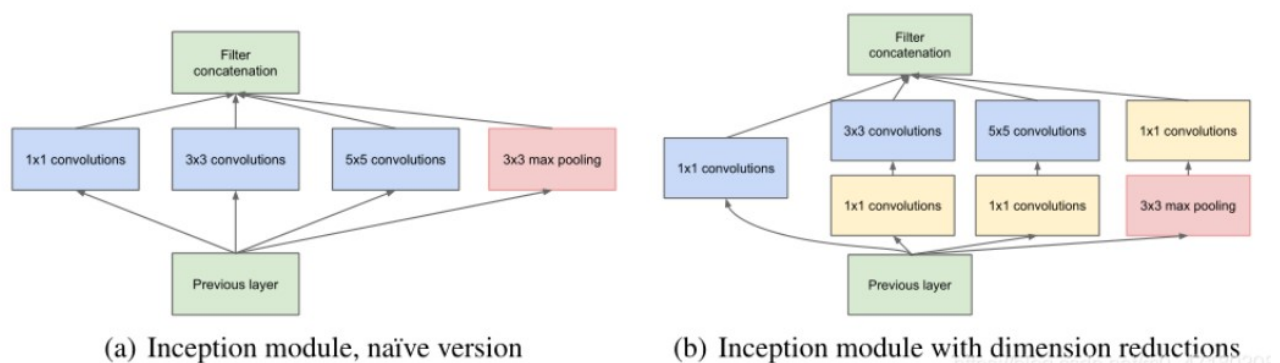 Filter
concatenation
1x1 convolutions
3x3 convolutions
5x5 convolutions
3x3 max pooling
Previous layer
(a) Inception module, naïve version
Filter
concatenation
3x3 convolutions
5x5 convolutions
1x1 convolutions
1x1 convolutions
1x1 convolutions
1x1 convolutions
3x3 max pooling
Previous layer
(b) Inception module with dimension reductions